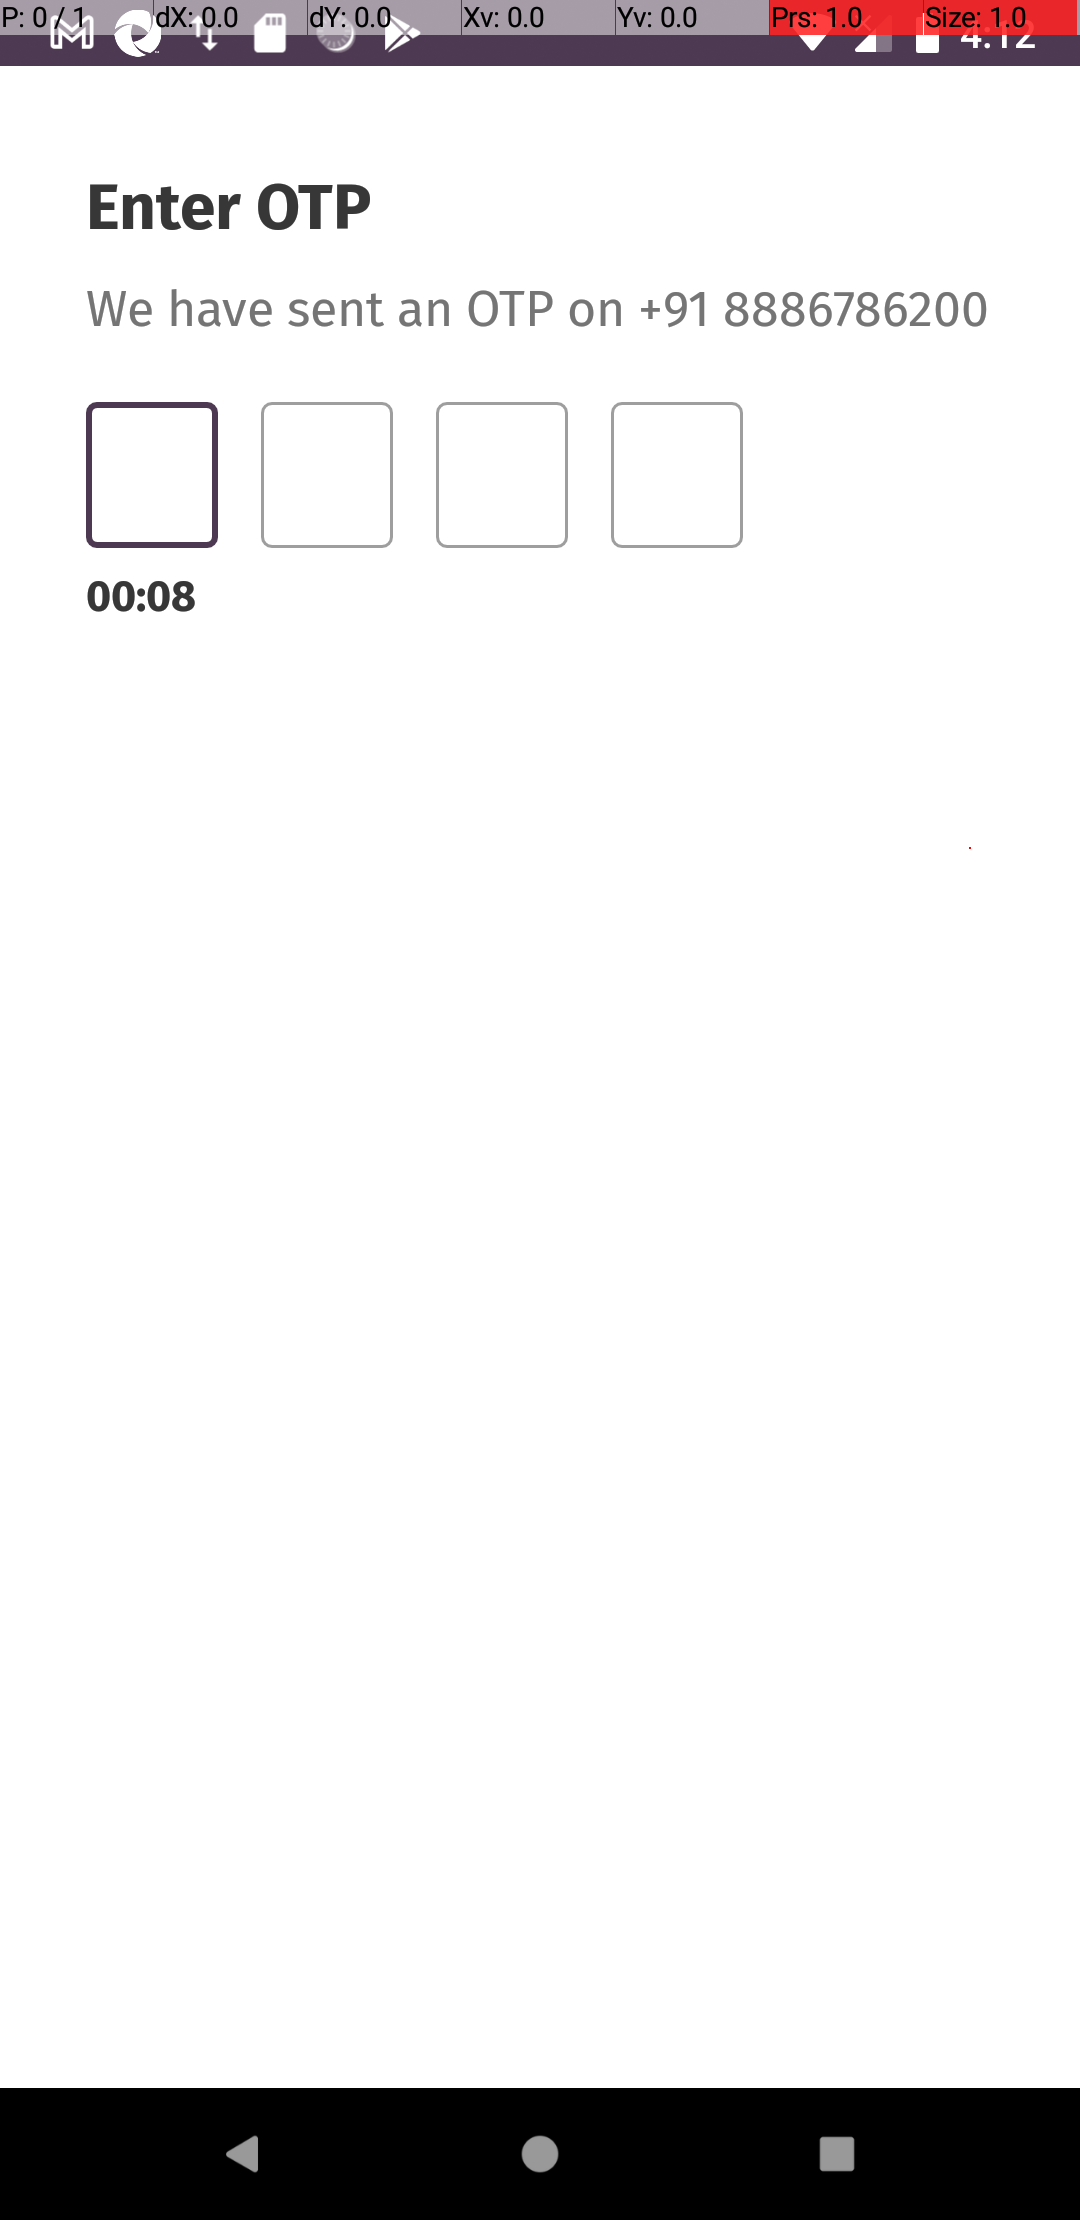 P: 0 / 1 dX: 0.0 dY: 0.0 Xv: 0.0 Yv: 0.0 Prs: 1.0 Size: 1.0
4:12
Enter OTP
We have sent an OTP on +91 8886786200
00:08